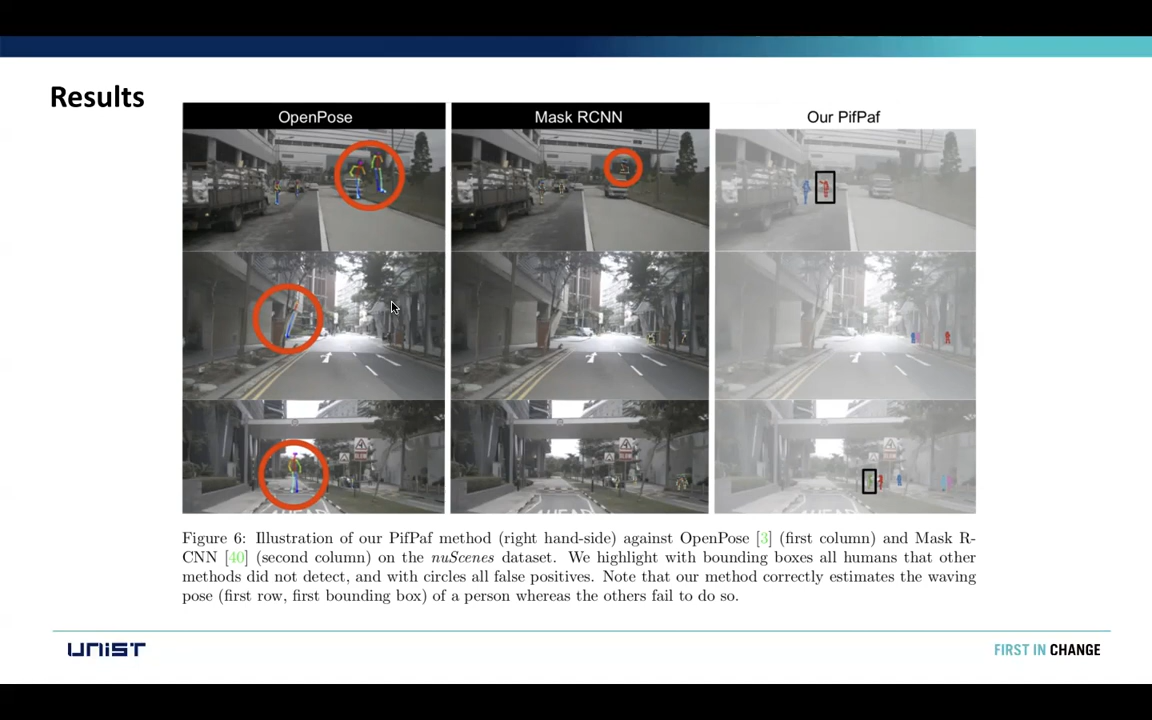 Results
OpenPose
Mask RCNN
Our PifPaf
Figure 6: Illustration of our PifPaf method (right hand-side) against OpenPose [3] (first column) and Mask R-
CNN [40] (second column) on the nuScenes dataset. We highlight with bounding boxes all humans that other
methods did not detect, and with circles all false positives. Note that our method correctly estimates the waving
pose (first row, first bounding box) of a person whereas the others fail to do so.
UNIST
FIRST IN CHANGE